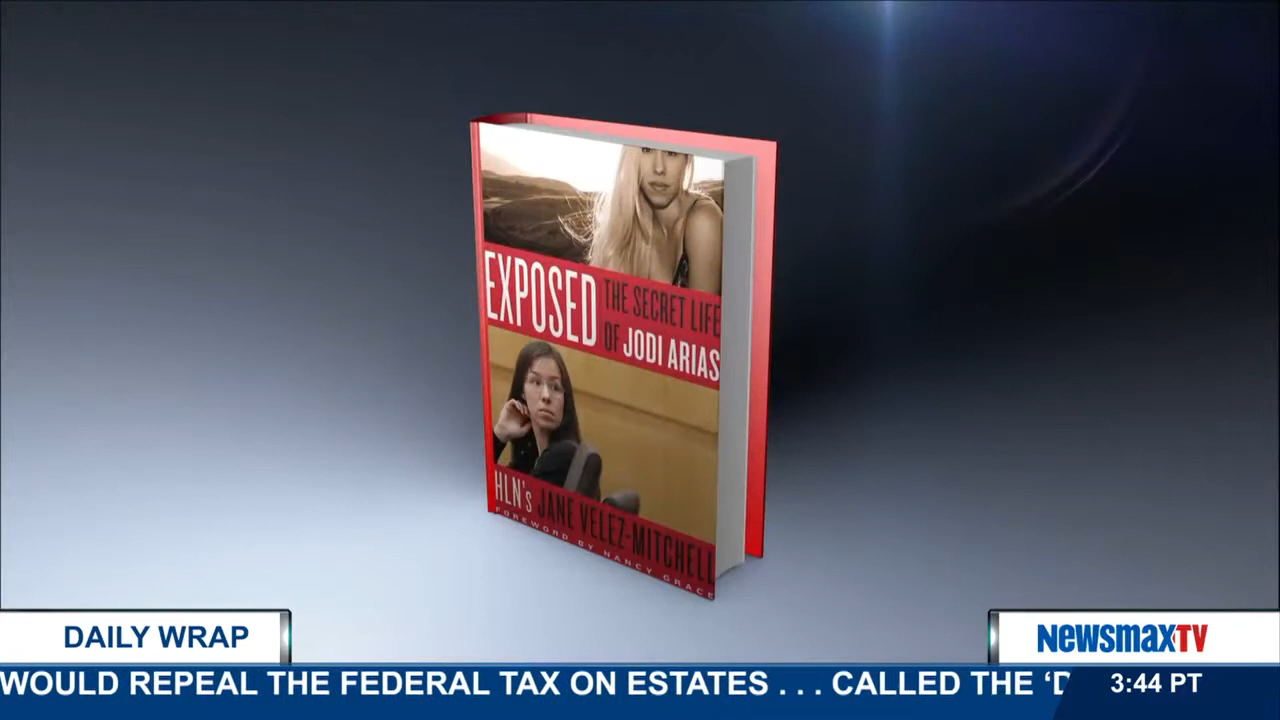 EXPOSED
THE SECRET LIFE
OF JODI ARIAS
HLN's JANE VELEZ-MITCHELL
FOREWORD BY NANCY GRACE
DAILY WRAP
NEWSMAXTV
WOULD REPEAL THE FEDERAL TAX ON ESTATES . . . CALLED THE ‘D
3:44 PT